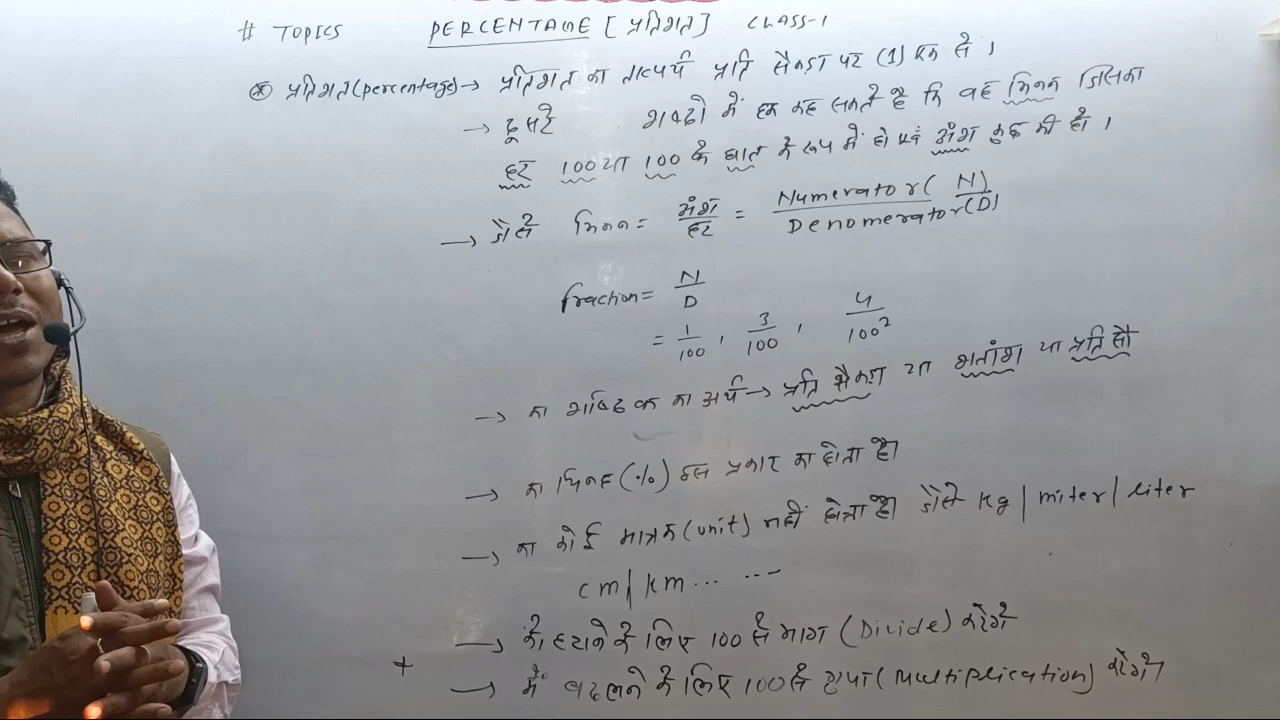 # TOPICS PERCENTAGE [ प्रतिशत ] CLASS-1
प्रतिशत (percentage) → प्रतिशत का तात्पर्य प्रति सैकड़ा पर (1) एक से ।
→ दूसरे शब्दो में हम कह सकते है कि वह भिन्न जिसका
हर 100 या 100 के घात के रूप में हो एवं अंश कुछ भी हो ।
→ जैसे भिन्न = अंश/हर = Numerator(N)/Denomerator(D)
fraction = N/D
= 1/100 , 3/100 , 4/100²
→ का शाब्दिक का अर्थ → प्रति सैकड़ा या शतांश या प्रति सौ
→ का चिन्ह (%) इस प्रकार का होता है।
→ का कोई मात्रक (unit) नहीं होता है। जैसे kg | miter | liter
cm | km... ...
→ को हटाने के लिए 100 से भाग (Divide) करेंगे
+ → में बदलने के लिए 100 से गुणा (Multiplication) करेंगे।